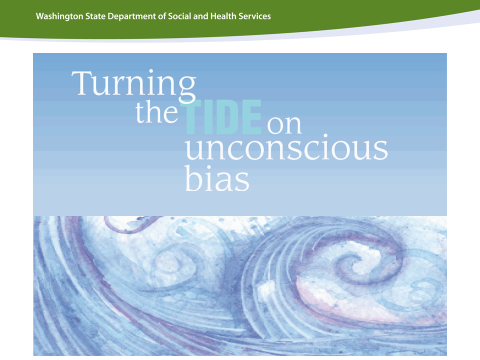 Washington State Department of Social and Health Services
Turning
the TIDE on
unconscious
bias